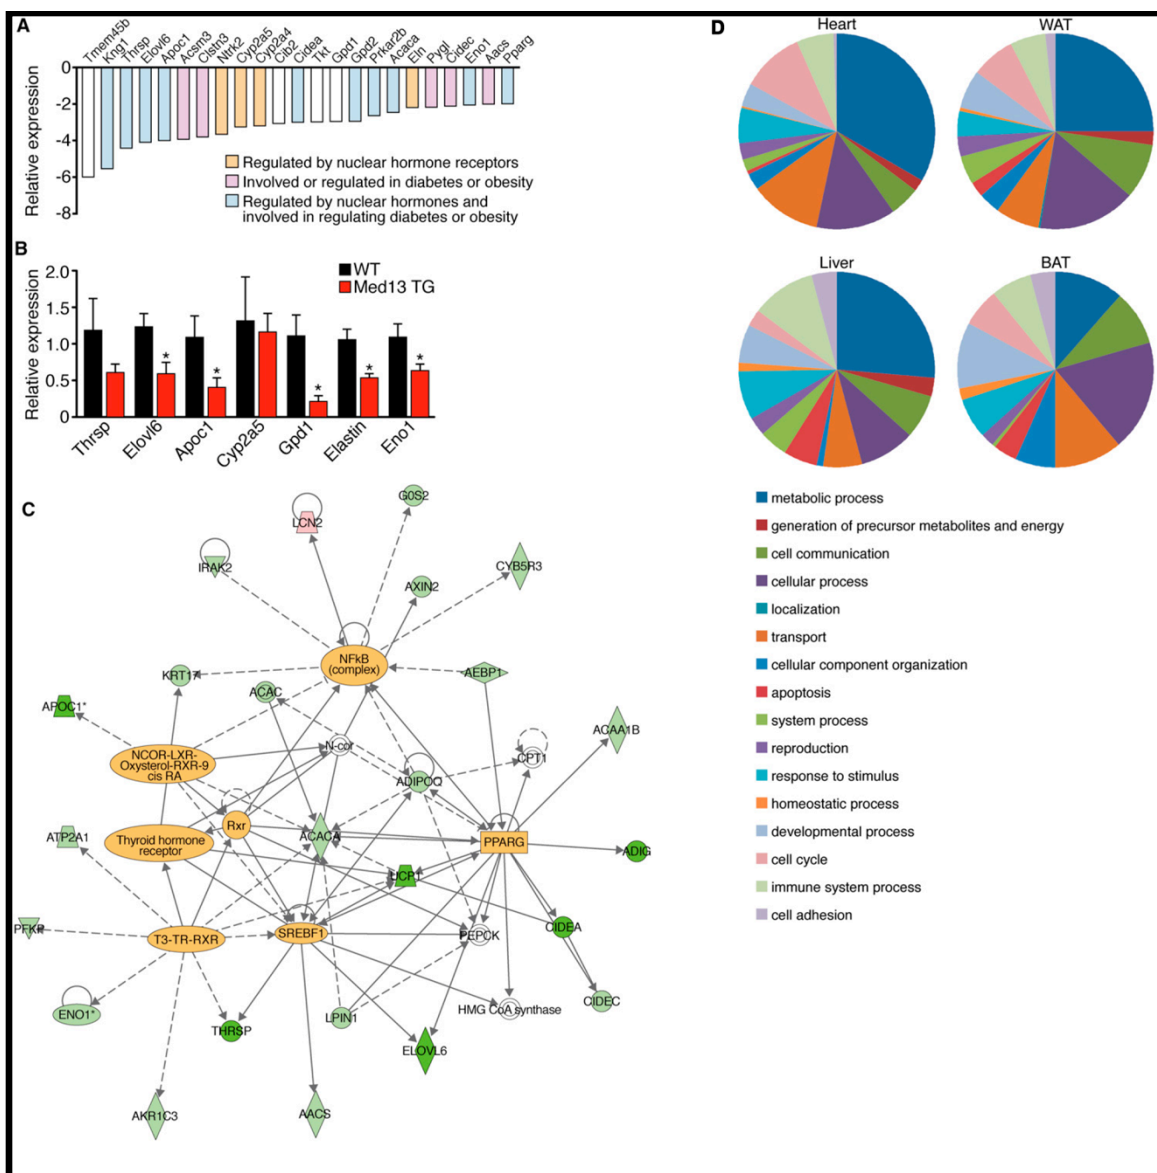 A
Tmem45b
Kng1
Thrsp
Elovl6
Apoc1
Acsm3
Clstn3
Ntrk2
Cyp2a5
Cyp2a4
Cib2
Cidea
Tkt
Gpd1
Gpd2
Prkar2b
Acaca
Eln
Pygl
Cidec
Eno1
Aacs
Pparg
Relative expression
0
-2
-4
-6
-8
Regulated by nuclear hormone receptors
Involved or regulated in diabetes or obesity
Regulated by nuclear hormones and
involved in regulating diabetes or obesity
B
Relative expression
2.0
1.5
1.0
0.5
0
WT
Med13 TG
*
*
*
*
*
Thrsp
Elovl6
Apoc1
Cyp2a5
Gpd1
Elastin
Eno1
C
G0S2
LCN2
IRAK2
CYB5R3
AXIN2
NFkB
(complex)
KRT17
AEBP1
ACAC
APOC1*
ACAA1B
N-cor
NCOR-LXR-
Oxysterol-RXR-9
cis RA
CPT1
ADIPOQ
Rxr
ATP2A1
Thyroid hormone
receptor
ACACA
PPARG
ADIG
UCP1
PFKP
T3-TR-RXR
SREBF1
PEPCK
CIDEA
CIDEC
HMG CoA synthase
ENO1*
THRSP
LPIN1
ELOVL6
AKR1C3
AACS
D
Heart
WAT
Liver
BAT
metabolic process
generation of precursor metabolites and energy
cell communication
cellular process
localization
transport
cellular component organization
apoptosis
system process
reproduction
response to stimulus
homeostatic process
developmental process
cell cycle
immune system process
cell adhesion